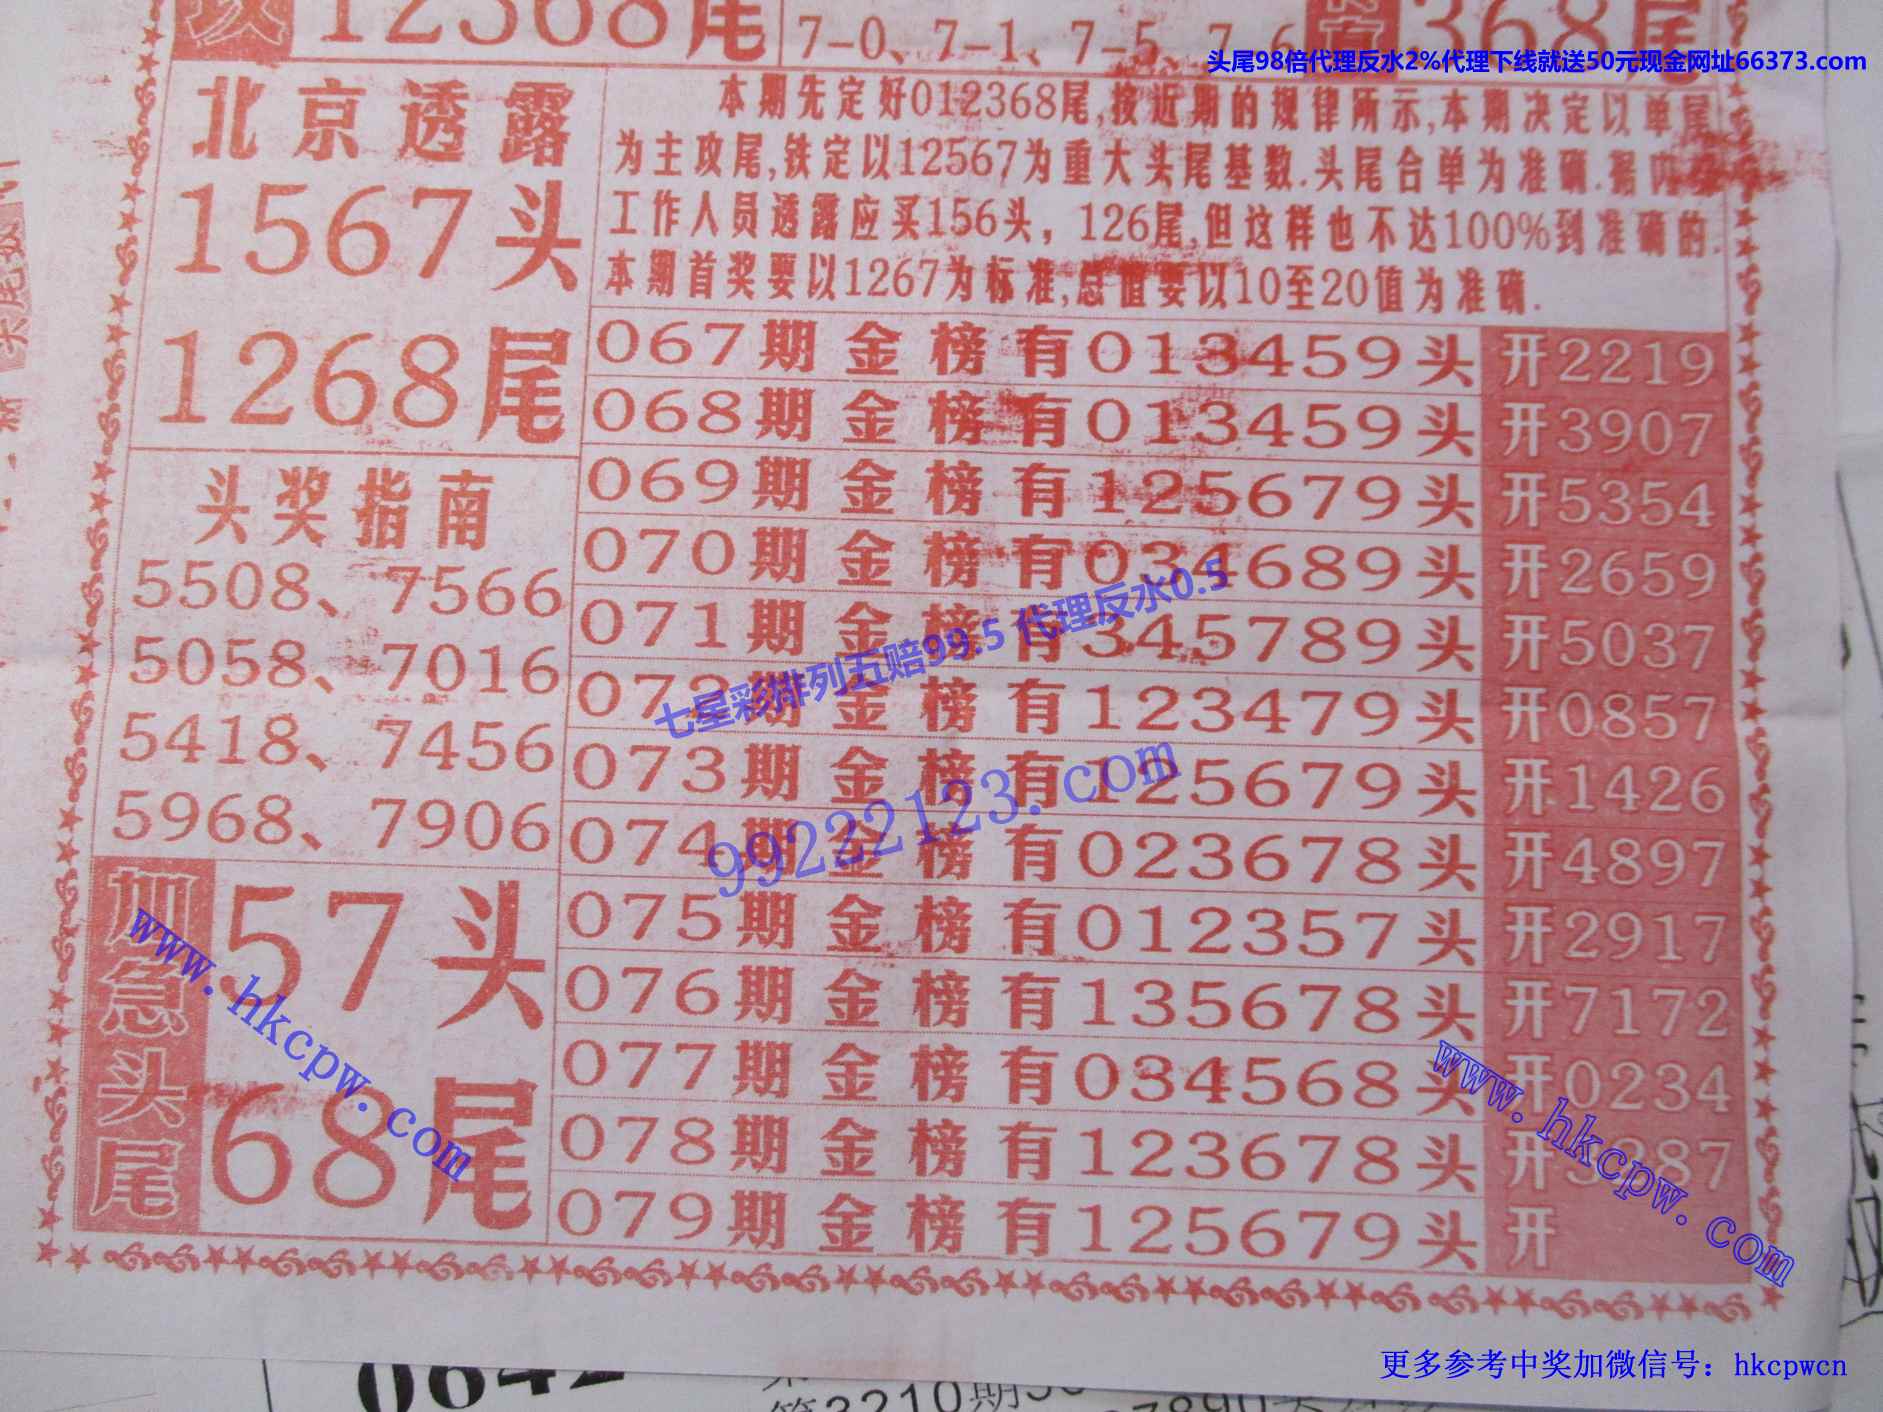 攻 12368尾
7-0、7-1、7-5、7-6
368尾
头尾98倍代理反水2%代理下线就送50元现金网址66373.com
北京透露
1567头
1268尾
本期先定好012368尾,按近期的规律所示,本期决定以单尾
为主攻尾,铁定以12567为重大头尾基数.头尾合单为准确.据内
工作人员透露应买156头，126尾,但这样也不达100%到准确的.
本期首奖要以1267为标准,总值要以10至20值为准确.
头奖指南
5508、7566
5058、7016
5418、7456
5968、7906
加急头尾
57头
68尾
067期金榜有013459头 开2219
068期金榜有013459头 开3907
069期金榜有125679头 开5354
070期金榜有034689头 开2659
071期金榜有345789头 开5037
072期金榜有123479头 开0857
073期金榜有125679头 开1426
074期金榜有023678头 开4897
075期金榜有012357头 开2917
076期金榜有135678头 开7172
077期金榜有034568头 开0234
078期金榜有123678头 开 87
079期金榜有125679头 开
七星彩排列五赔99.5 代理反水0.5
99222123.com
www.hkcpw.com
www.hkcpw.com
更多参考中奖加微信号：hkcpwcn
0642
第3210期